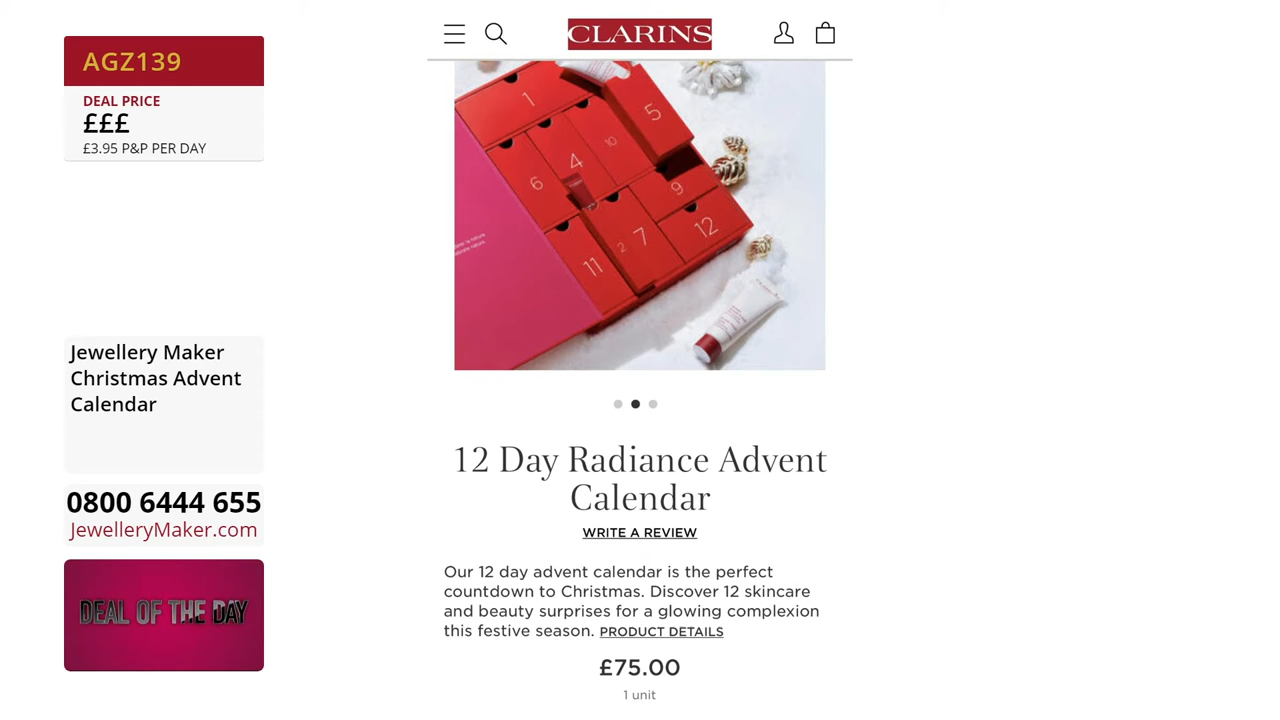 AGZ139
DEAL PRICE
£££
£3.95 P&P PER DAY
Jewellery Maker
Christmas Advent
Calendar
0800 6444 655
JewelleryMaker.com
DEAL OF THE DAY
CLARINS
1
5
10
4
6
9
7
2
12
11
12 Day Radiance Advent
Calendar
WRITE A REVIEW
Our 12 day advent calendar is the perfect
countdown to Christmas. Discover 12 skincare
and beauty surprises for a glowing complexion
this festive season. PRODUCT DETAILS
£75.00
1 unit